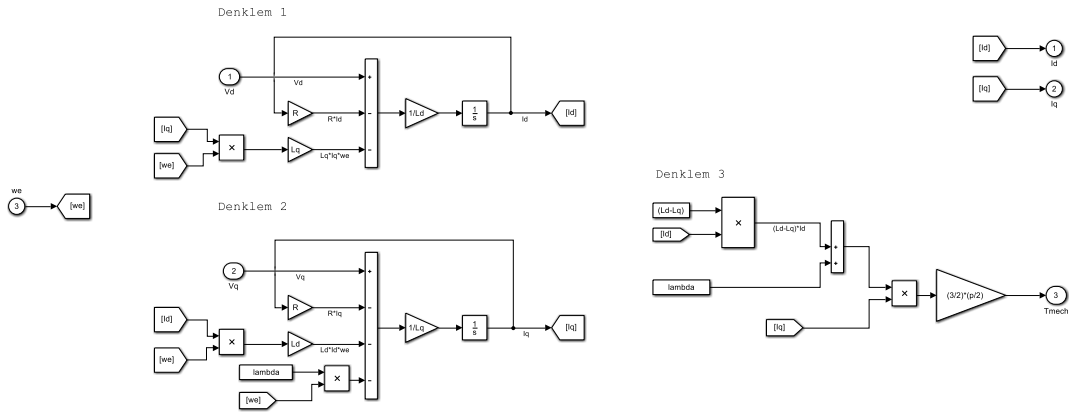 Denklem 1
1
Vd
Vd
+
R
R*Id
-
[Iq]
[we]
×
Lq
Lq*Iq*we
-
1/Ld
1
s
Id
[Id]
[Id]
1
Id
[Iq]
2
Iq
we
3
[we]
Denklem 2
2
Vq
Vq
+
R
R*Iq
-
[Id]
[we]
×
Ld
Ld*Id*we
-
lambda
[we]
×
-
1/Lq
1
s
Iq
[Iq]
Denklem 3
(Ld-Lq)
[Id]
×
(Ld-Lq)*Id
+
+
lambda
[Iq]
×
(3/2)*(p/2)
3
Tmech